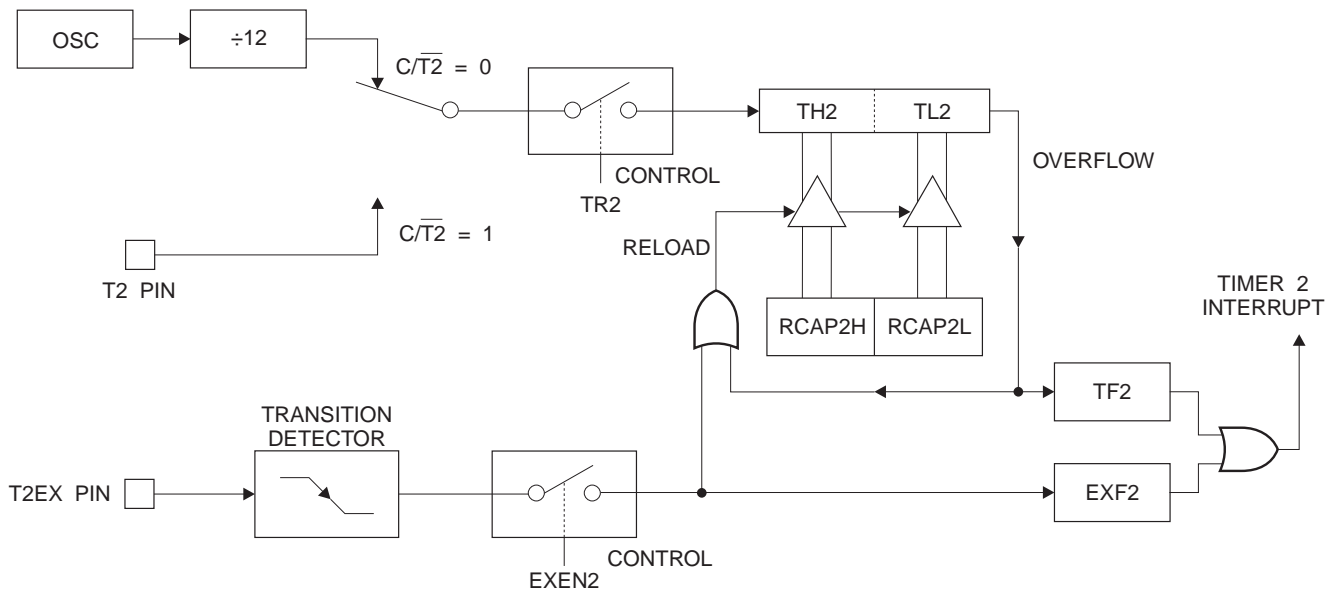 OSC
÷12
C/T2̅ = 0
TH2
TL2
OVERFLOW
CONTROL
TR2
C/T2̅ = 1
RELOAD
T2 PIN
TIMER 2
INTERRUPT
RCAP2H
RCAP2L
TF2
TRANSITION
DETECTOR
T2EX PIN
EXF2
CONTROL
EXEN2